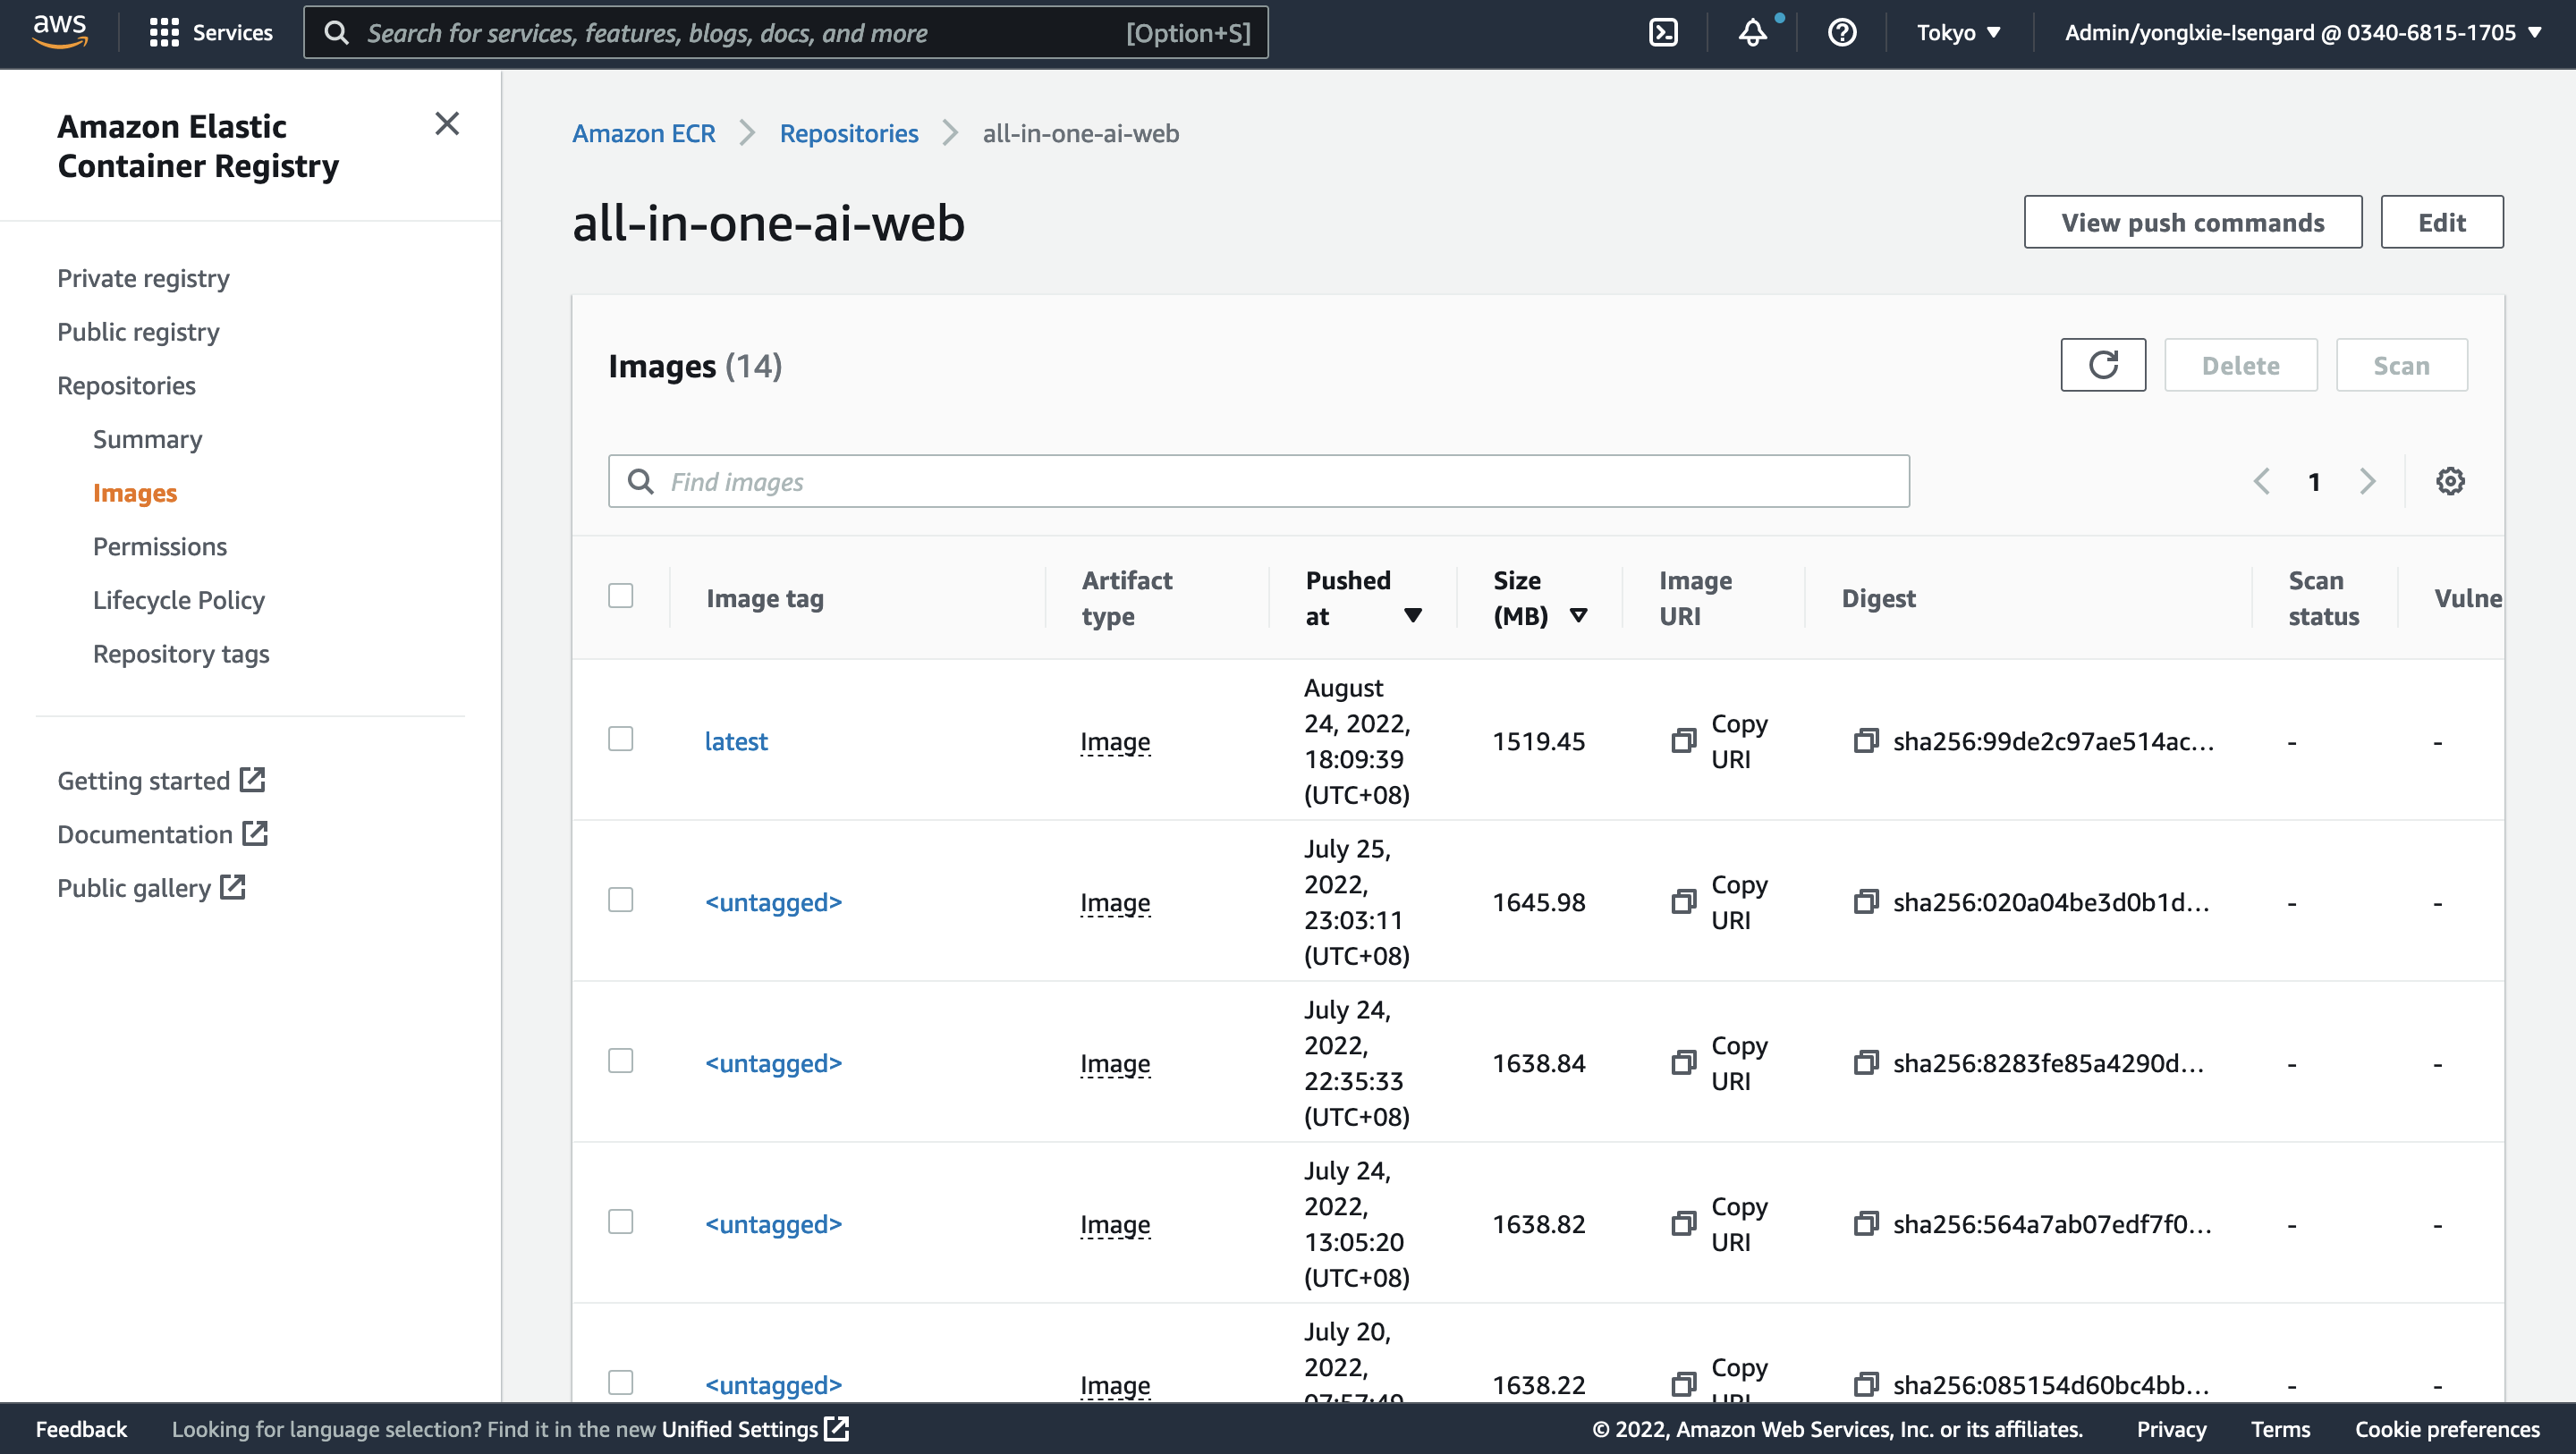 aws
Services
Search for services, features, blogs, docs, and more
[Option+S]
Tokyo ▼
Admin/yonglxie-Isengard @ 0340-6815-1705 ▼
Amazon Elastic
Container Registry
Private registry
Public registry
Repositories
Summary
Images
Permissions
Lifecycle Policy
Repository tags
Getting started
Documentation
Public gallery
Amazon ECR > Repositories > all-in-one-ai-web
all-in-one-ai-web
View push commands
Edit
Images (14)
Delete
Scan
Find images
1
Image tag
Artifact
type
Pushed
at
Size
(MB)
Image
URI
Digest
Scan
status
Vulne
latest
Image
August
24, 2022,
18:09:39
(UTC+08)
1519.45
Copy
URI
sha256:99de2c97ae514ac...
-
-
<untagged>
Image
July 25,
2022,
23:03:11
(UTC+08)
1645.98
Copy
URI
sha256:020a04be3d0b1d...
-
-
<untagged>
Image
July 24,
2022,
22:35:33
(UTC+08)
1638.84
Copy
URI
sha256:8283fe85a4290d...
-
-
<untagged>
Image
July 24,
2022,
13:05:20
(UTC+08)
1638.82
Copy
URI
sha256:564a7ab07edf7f0...
-
-
<untagged>
Image
July 20,
2022,
07:57:49
1638.22
Copy
URI
sha256:085154d60bc4bb...
-
-
Feedback
Looking for language selection? Find it in the new Unified Settings
© 2022, Amazon Web Services, Inc. or its affiliates.
Privacy
Terms
Cookie preferences